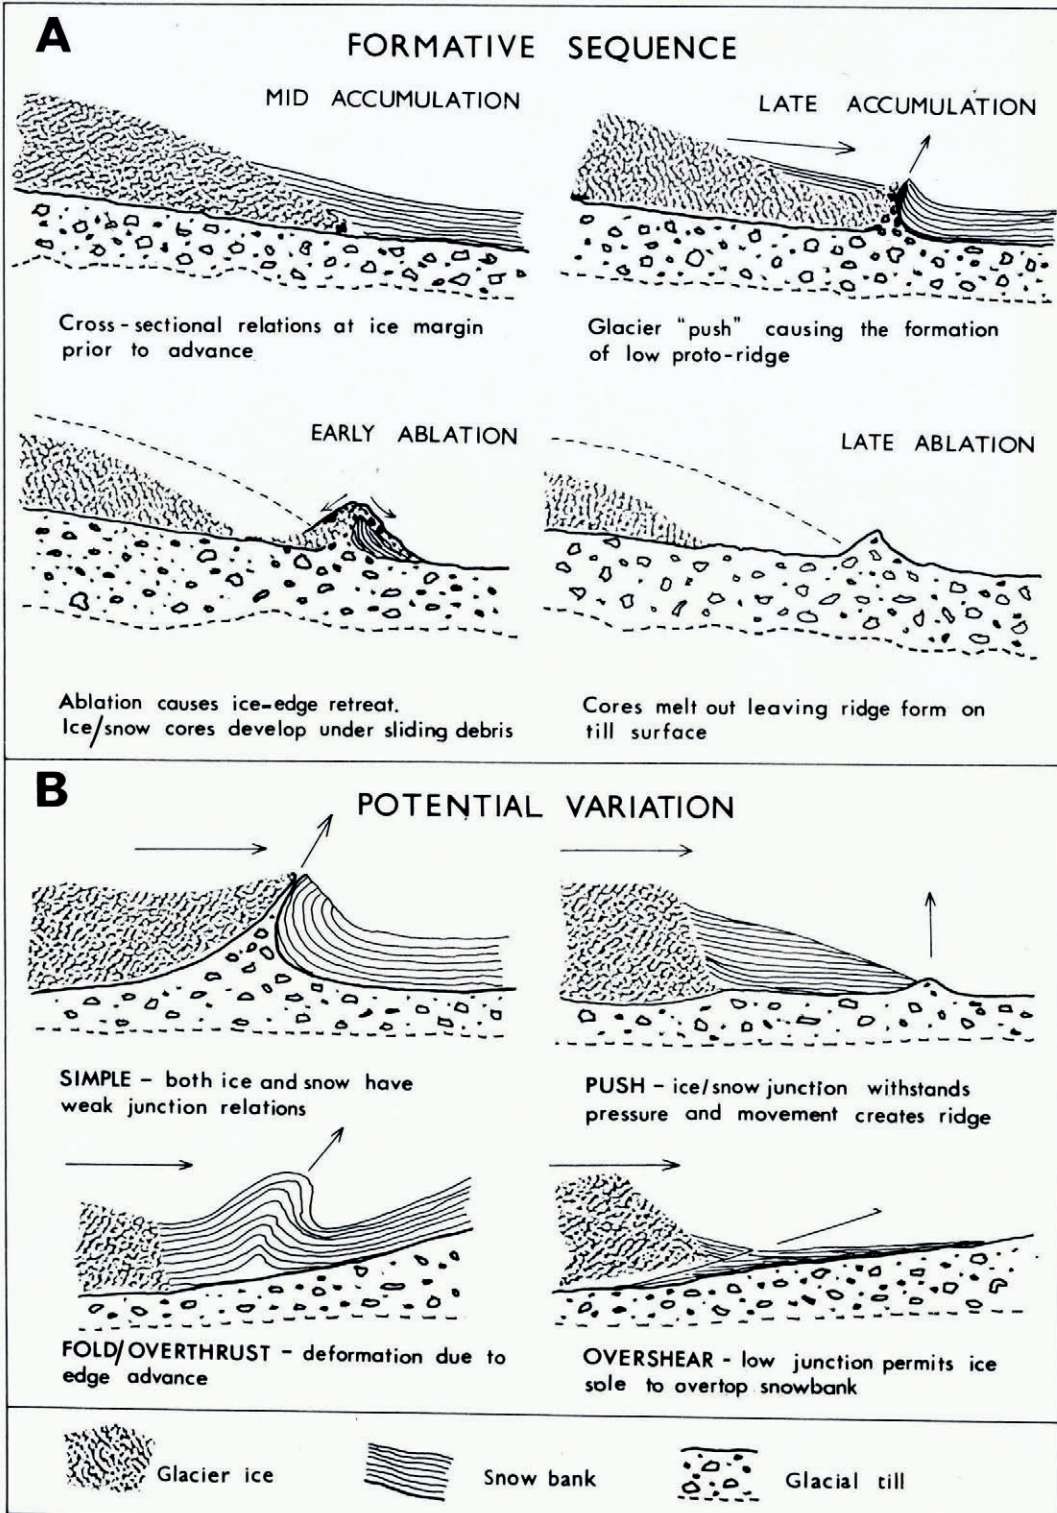 A
FORMATIVE SEQUENCE
MID ACCUMULATION
Cross-sectional relations at ice margin
prior to advance
LATE ACCUMULATION
Glacier "push" causing the formation
of low proto-ridge
EARLY ABLATION
Ablation causes ice-edge retreat.
Ice/snow cores develop under sliding debris
LATE ABLATION
Cores melt out leaving ridge form on
till surface
B
POTENTIAL VARIATION
SIMPLE – both ice and snow have
weak junction relations
PUSH – ice/snow junction withstands
pressure and movement creates ridge
FOLD/OVERTHRUST – deformation due to
edge advance
OVERSHEAR - low junction permits ice
sole to overtop snowbank
Glacier ice
Snow bank
Glacial till